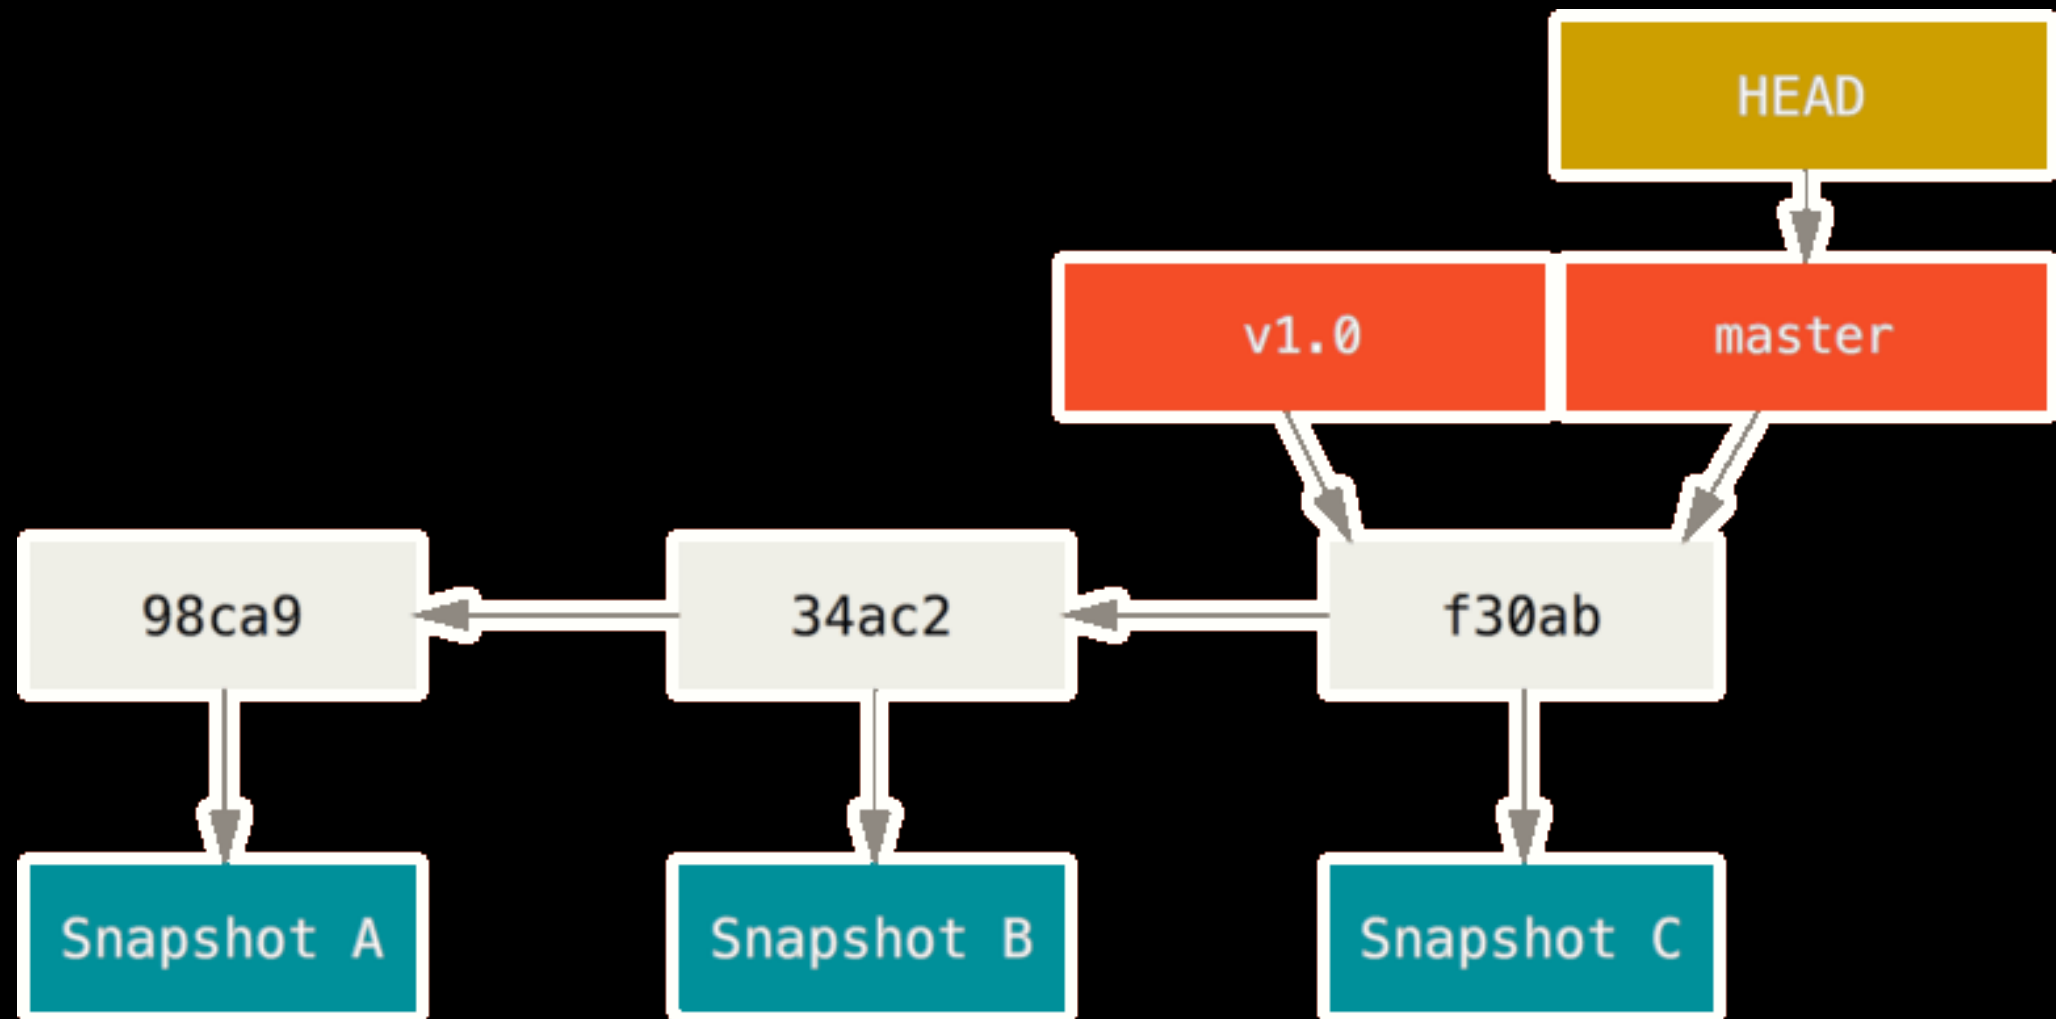 HEAD
v1.0
master
98ca9
34ac2
f30ab
Snapshot A
Snapshot B
Snapshot C